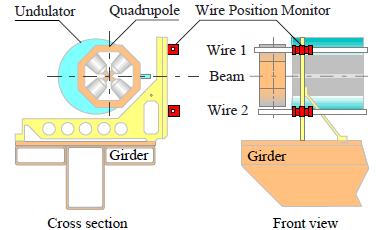 Undulator Quadrupole Wire Position Monitor
Wire 1
Beam
Wire 2
Girder Girder
Cross section Front view